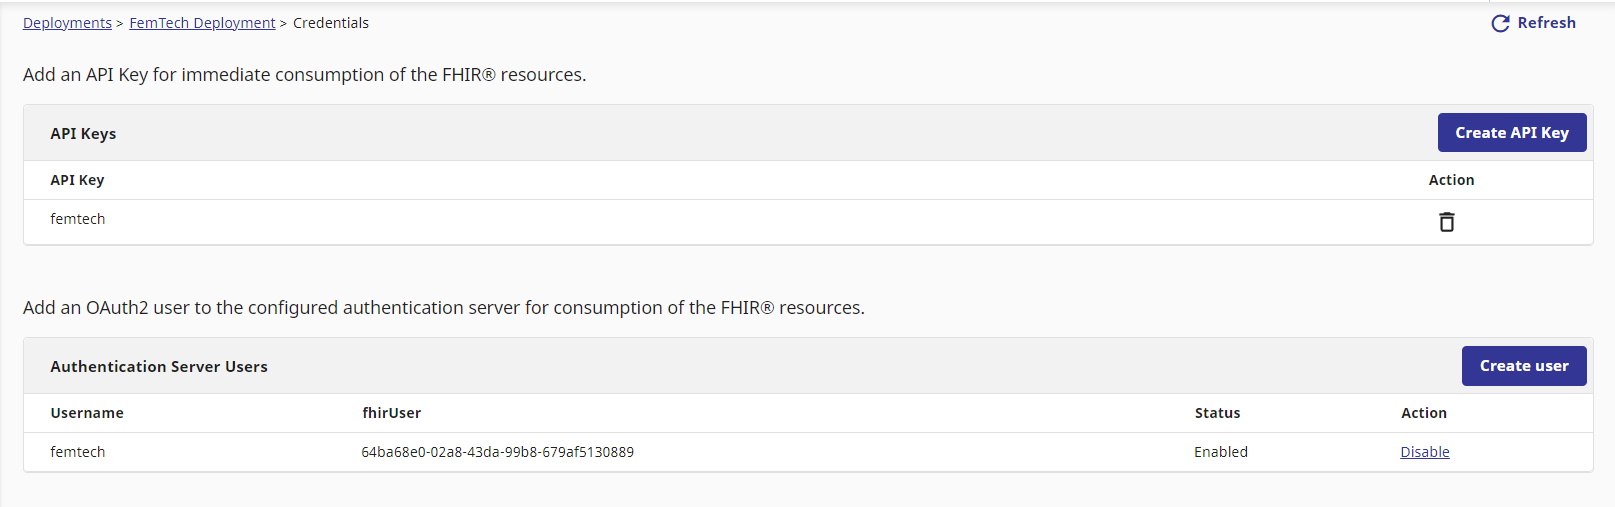 Deployments > FemTech Deployment > Credentials
Refresh
Add an API Key for immediate consumption of the FHIR® resources.
API Keys
Create API Key
API Key Action
femtech
Add an OAuth2 user to the configured authentication server for consumption of the FHIR® resources.
Authentication Server Users
Create user
Username fhirUser Status Action
femtech 64ba68e0-02a8-43da-99b8-679af5130889 Enabled Disable